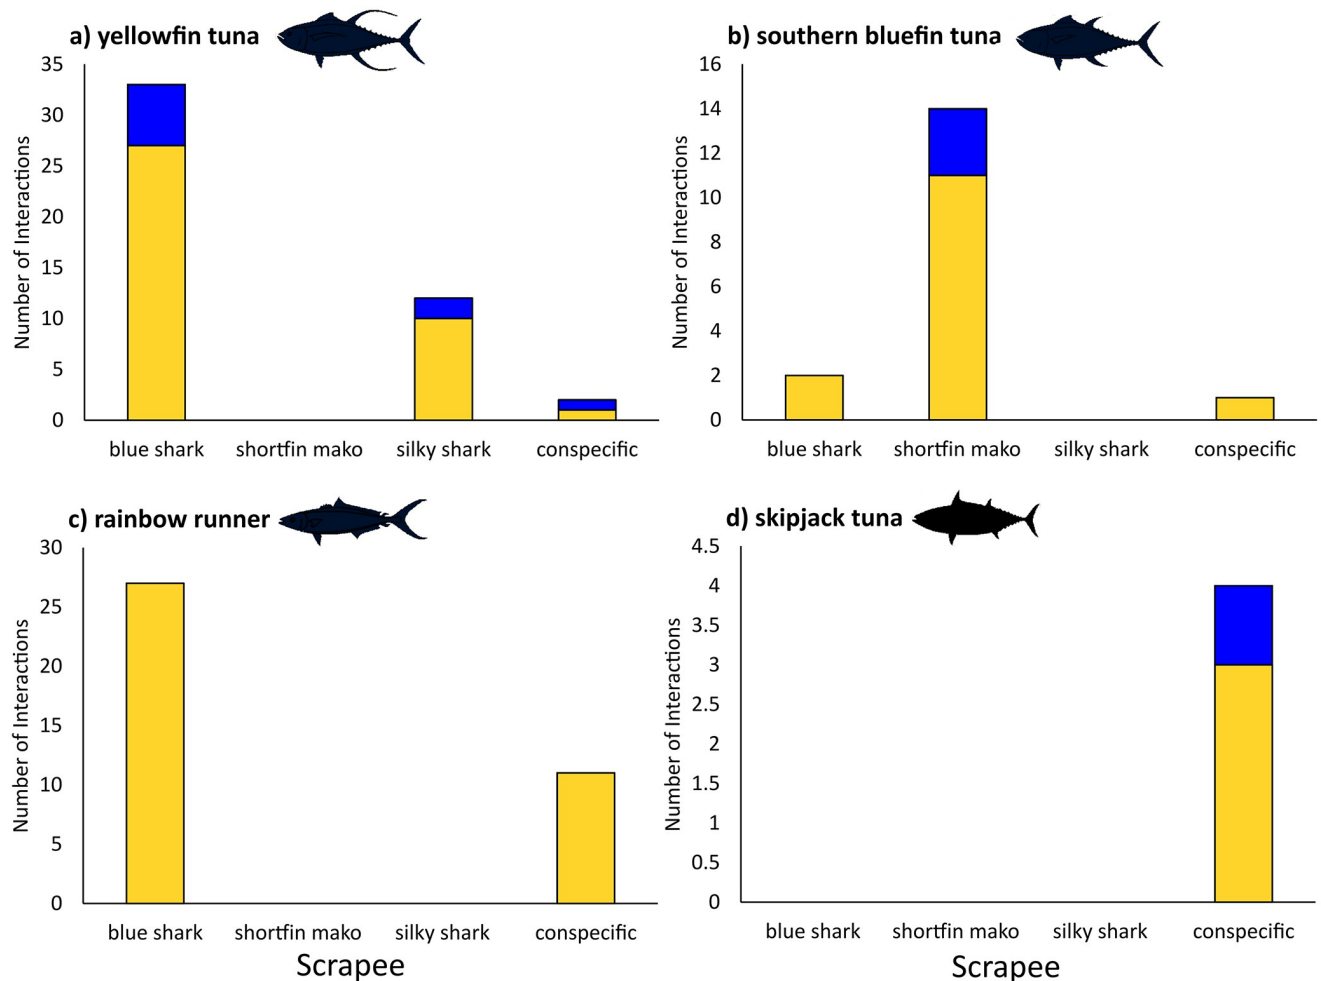 a) yellowfin tuna
35
30
25
20
15
10
5
0
Number of Interactions
blue shark shortfin mako silky shark conspecific
b) southern bluefin tuna
16
14
12
10
8
6
4
2
0
Number of Interactions
blue shark shortfin mako silky shark conspecific
c) rainbow runner
30
25
20
15
10
5
0
Number of Interactions
blue shark shortfin mako silky shark conspecific
Scrapee
d) skipjack tuna
4.5
4
3.5
3
2.5
2
1.5
1
0.5
0
Number of Interactions
blue shark shortfin mako silky shark conspecific
Scrapee